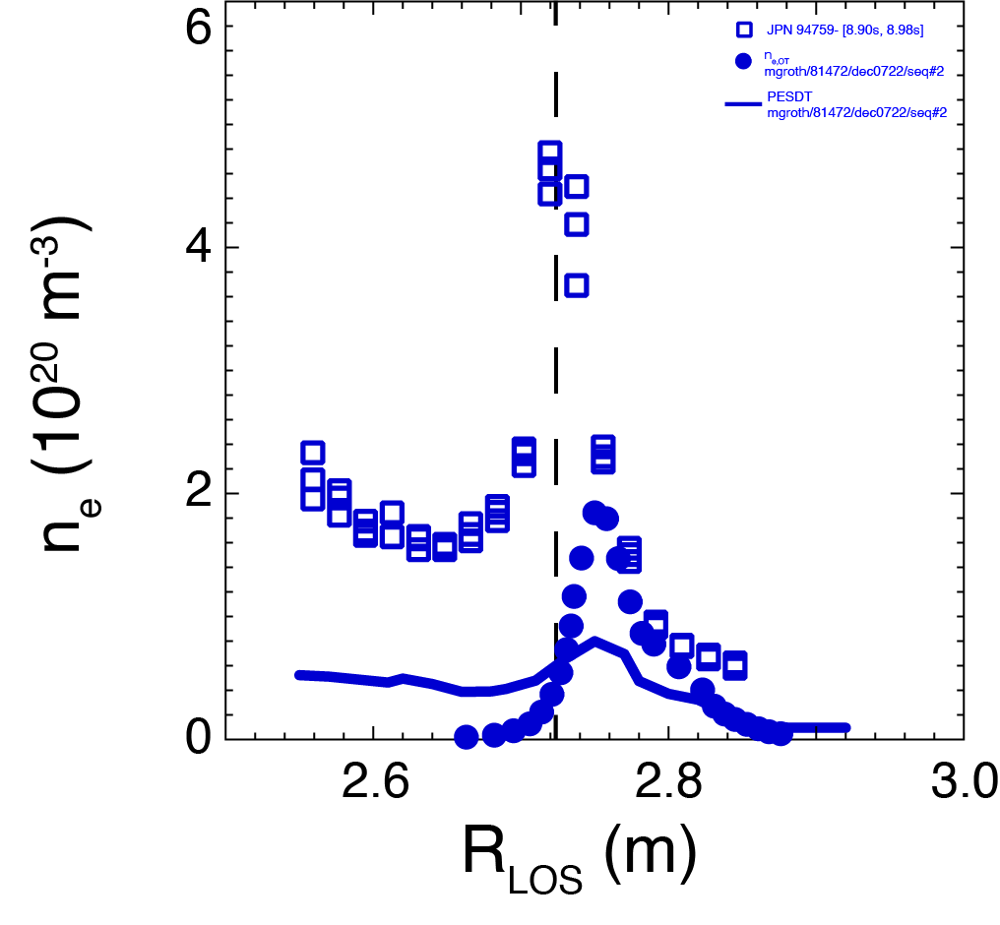 6
4
2
0
2.6 2.8 3.0
R_LOS (m)
n_e (10^20 m^-3)
JPN 94759- [8.90s, 8.98s]
n_e,OT
mgroth/81472/dec0722/seq#2
PESDT
mgroth/81472/dec0722/seq#2